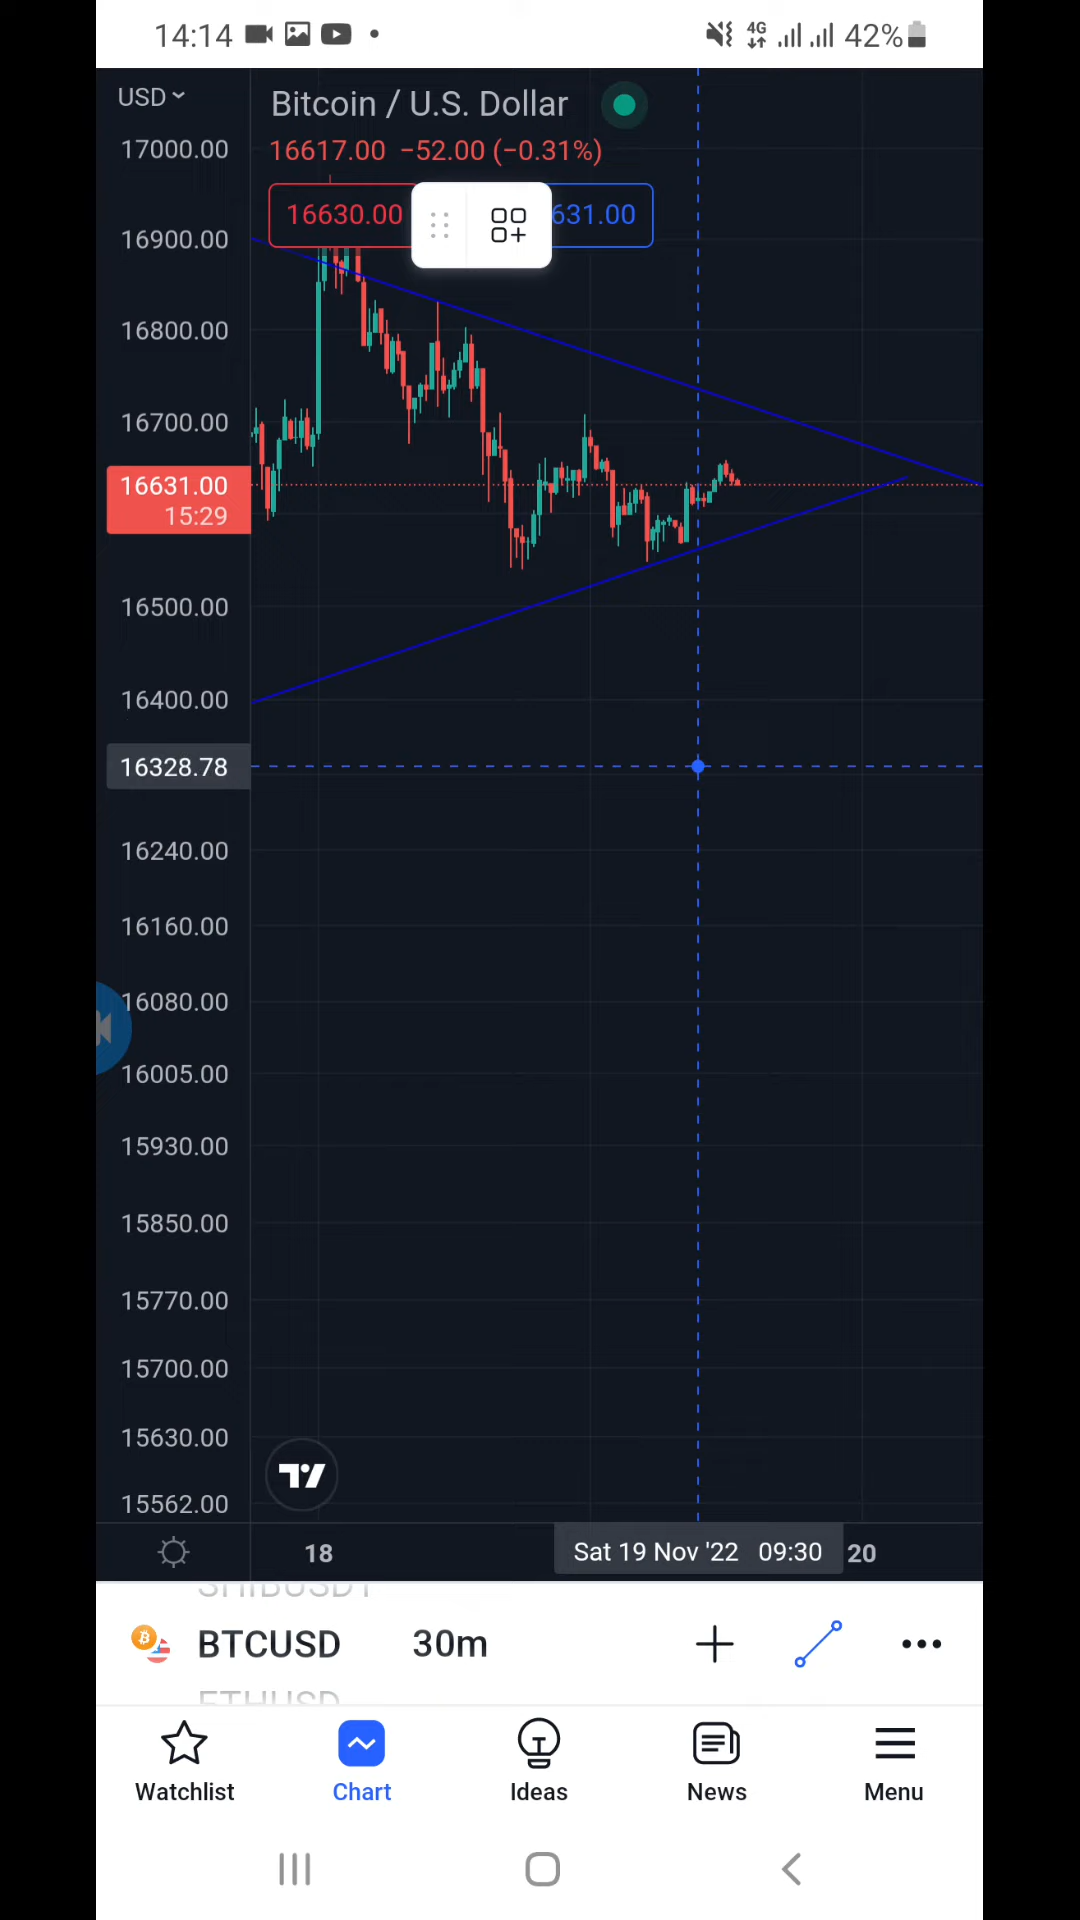 14:14
4G
42%
USD
Bitcoin / U.S. Dollar
16617.00 −52.00 (−0.31%)
16630.00
631.00
17000.00
16900.00
16800.00
16700.00
16631.00
15:29
16500.00
16400.00
16328.78
16240.00
16160.00
16080.00
16005.00
15930.00
15850.00
15770.00
15700.00
15630.00
15562.00
18
Sat 19 Nov '22 09:30
20
SHIBUSDT
BTCUSD
30m
ETHUSD
Watchlist
Chart
Ideas
News
Menu